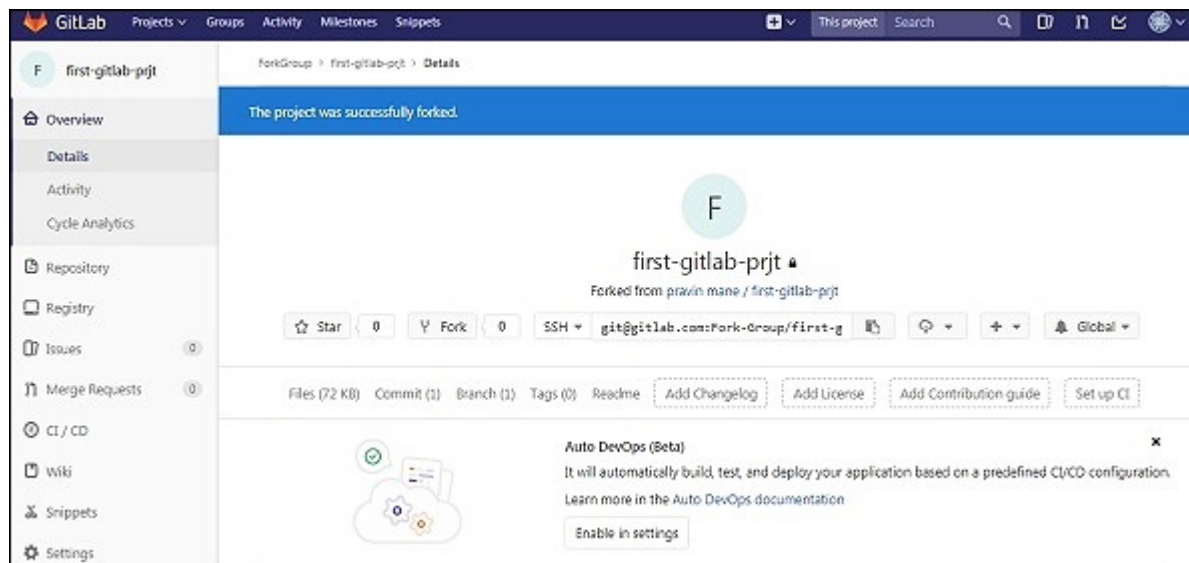 GitLab Projects Groups Activity Milestones Snippets This project Search
F first-gitlab-prjt
ForkGroup > first-gitlab-prjt > Details
The project was successfully forked.
Overview
Details
Activity
Cycle Analytics
Repository
Registry
Issues 0
Merge Requests 0
CI / CD
Wiki
Snippets
Settings
F
first-gitlab-prjt
Forked from pravin mane / first-gitlab-prjt
Star 0 Fork 0 SSH git@gitlab.com:Fork-Group/first-g Global
Files (72 KB) Commit (1) Branch (1) Tags (0) Readme Add Changelog Add License Add Contribution guide Set up CI
Auto DevOps (Beta)
It will automatically build, test, and deploy your application based on a predefined CI/CD configuration.
Learn more in the Auto DevOps documentation
Enable in settings